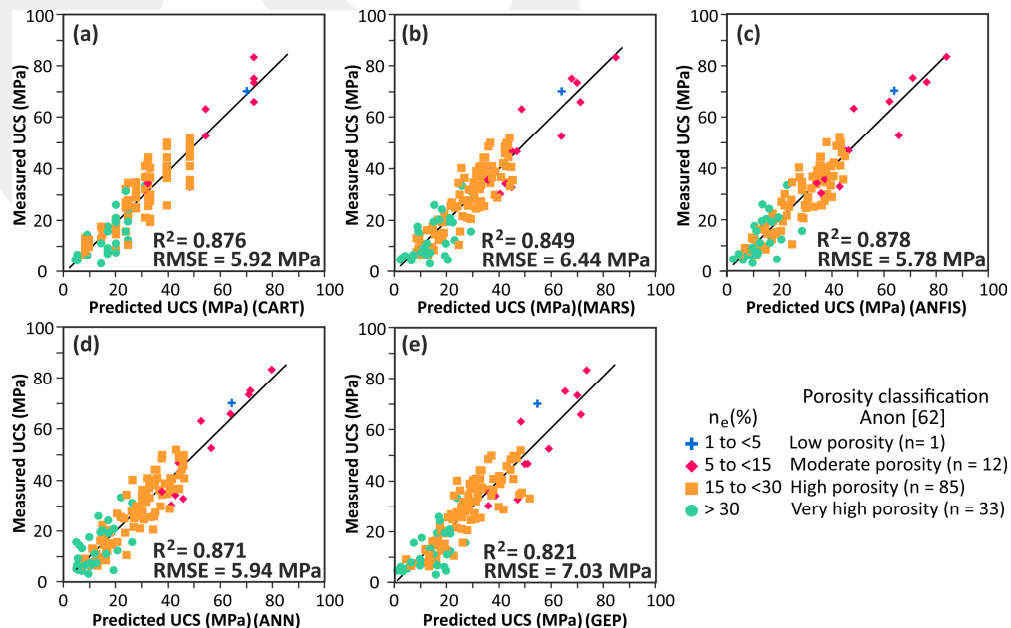 (a)
Measured UCS (MPa)
100
80
60
40
20
0
R²= 0.876
RMSE = 5.92 MPa
0 20 40 60 80 100
Predicted UCS (MPa) (CART)
(b)
Measured UCS (MPa)
100
80
60
40
20
0
R²= 0.849
RMSE = 6.44 MPa
0 20 40 60 80 100
Predicted UCS (MPa)(MARS)
(c)
Measured UCS (MPa)
100
80
60
40
20
0
R²= 0.878
RMSE = 5.78 MPa
0 20 40 60 80 100
Predicted UCS (MPa) (ANFIS)
(d)
Measured UCS (MPa)
100
80
60
40
20
0
R²= 0.871
RMSE = 5.94 MPa
0 20 40 60 80 100
Predicted UCS (MPa) (ANN)
(e)
Measured UCS (MPa)
100
80
60
40
20
0
R²= 0.821
RMSE = 7.03 MPa
0 20 40 60 80 100
Predicted UCS (MPa) (GEP)
Porosity classification
nₑ(%) Anon [62]
1 to <5 Low porosity (n= 1)
5 to <15 Moderate porosity (n = 12)
15 to <30 High porosity (n = 85)
> 30 Very high porosity (n = 33)